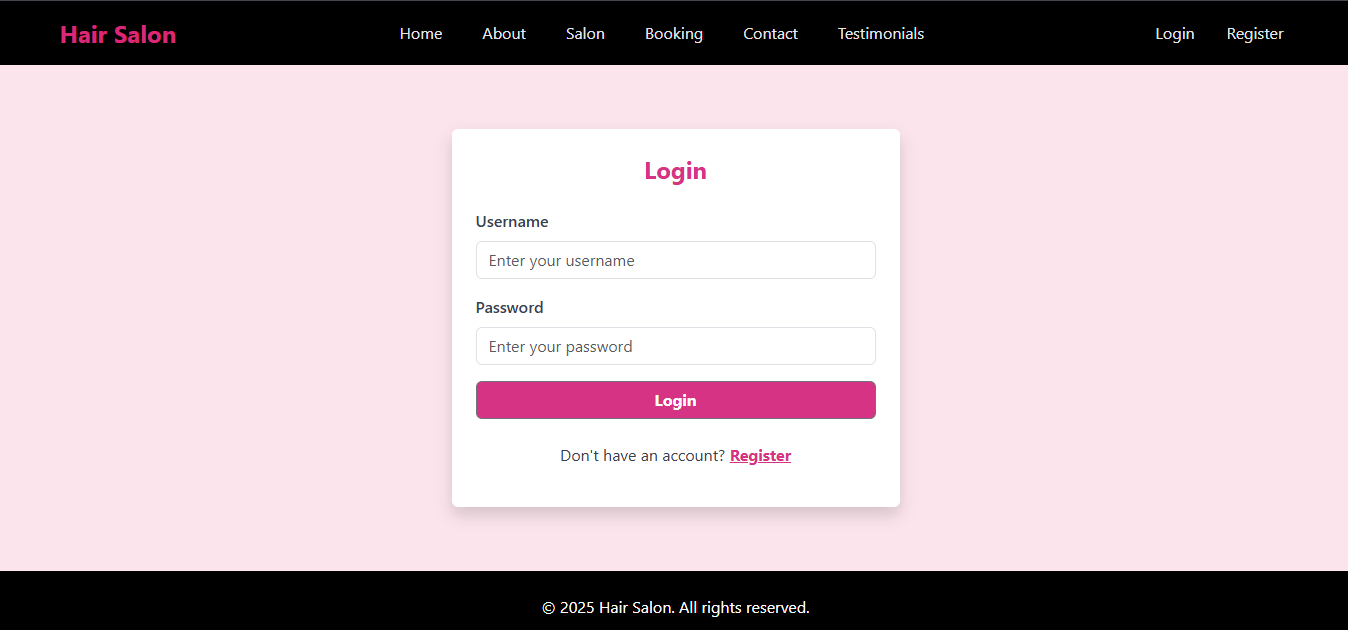 Hair Salon Home About Salon Booking Contact Testimonials Login Register
Login
Username
Enter your username
Password
Enter your password
Login
Don't have an account? Register
© 2025 Hair Salon. All rights reserved.